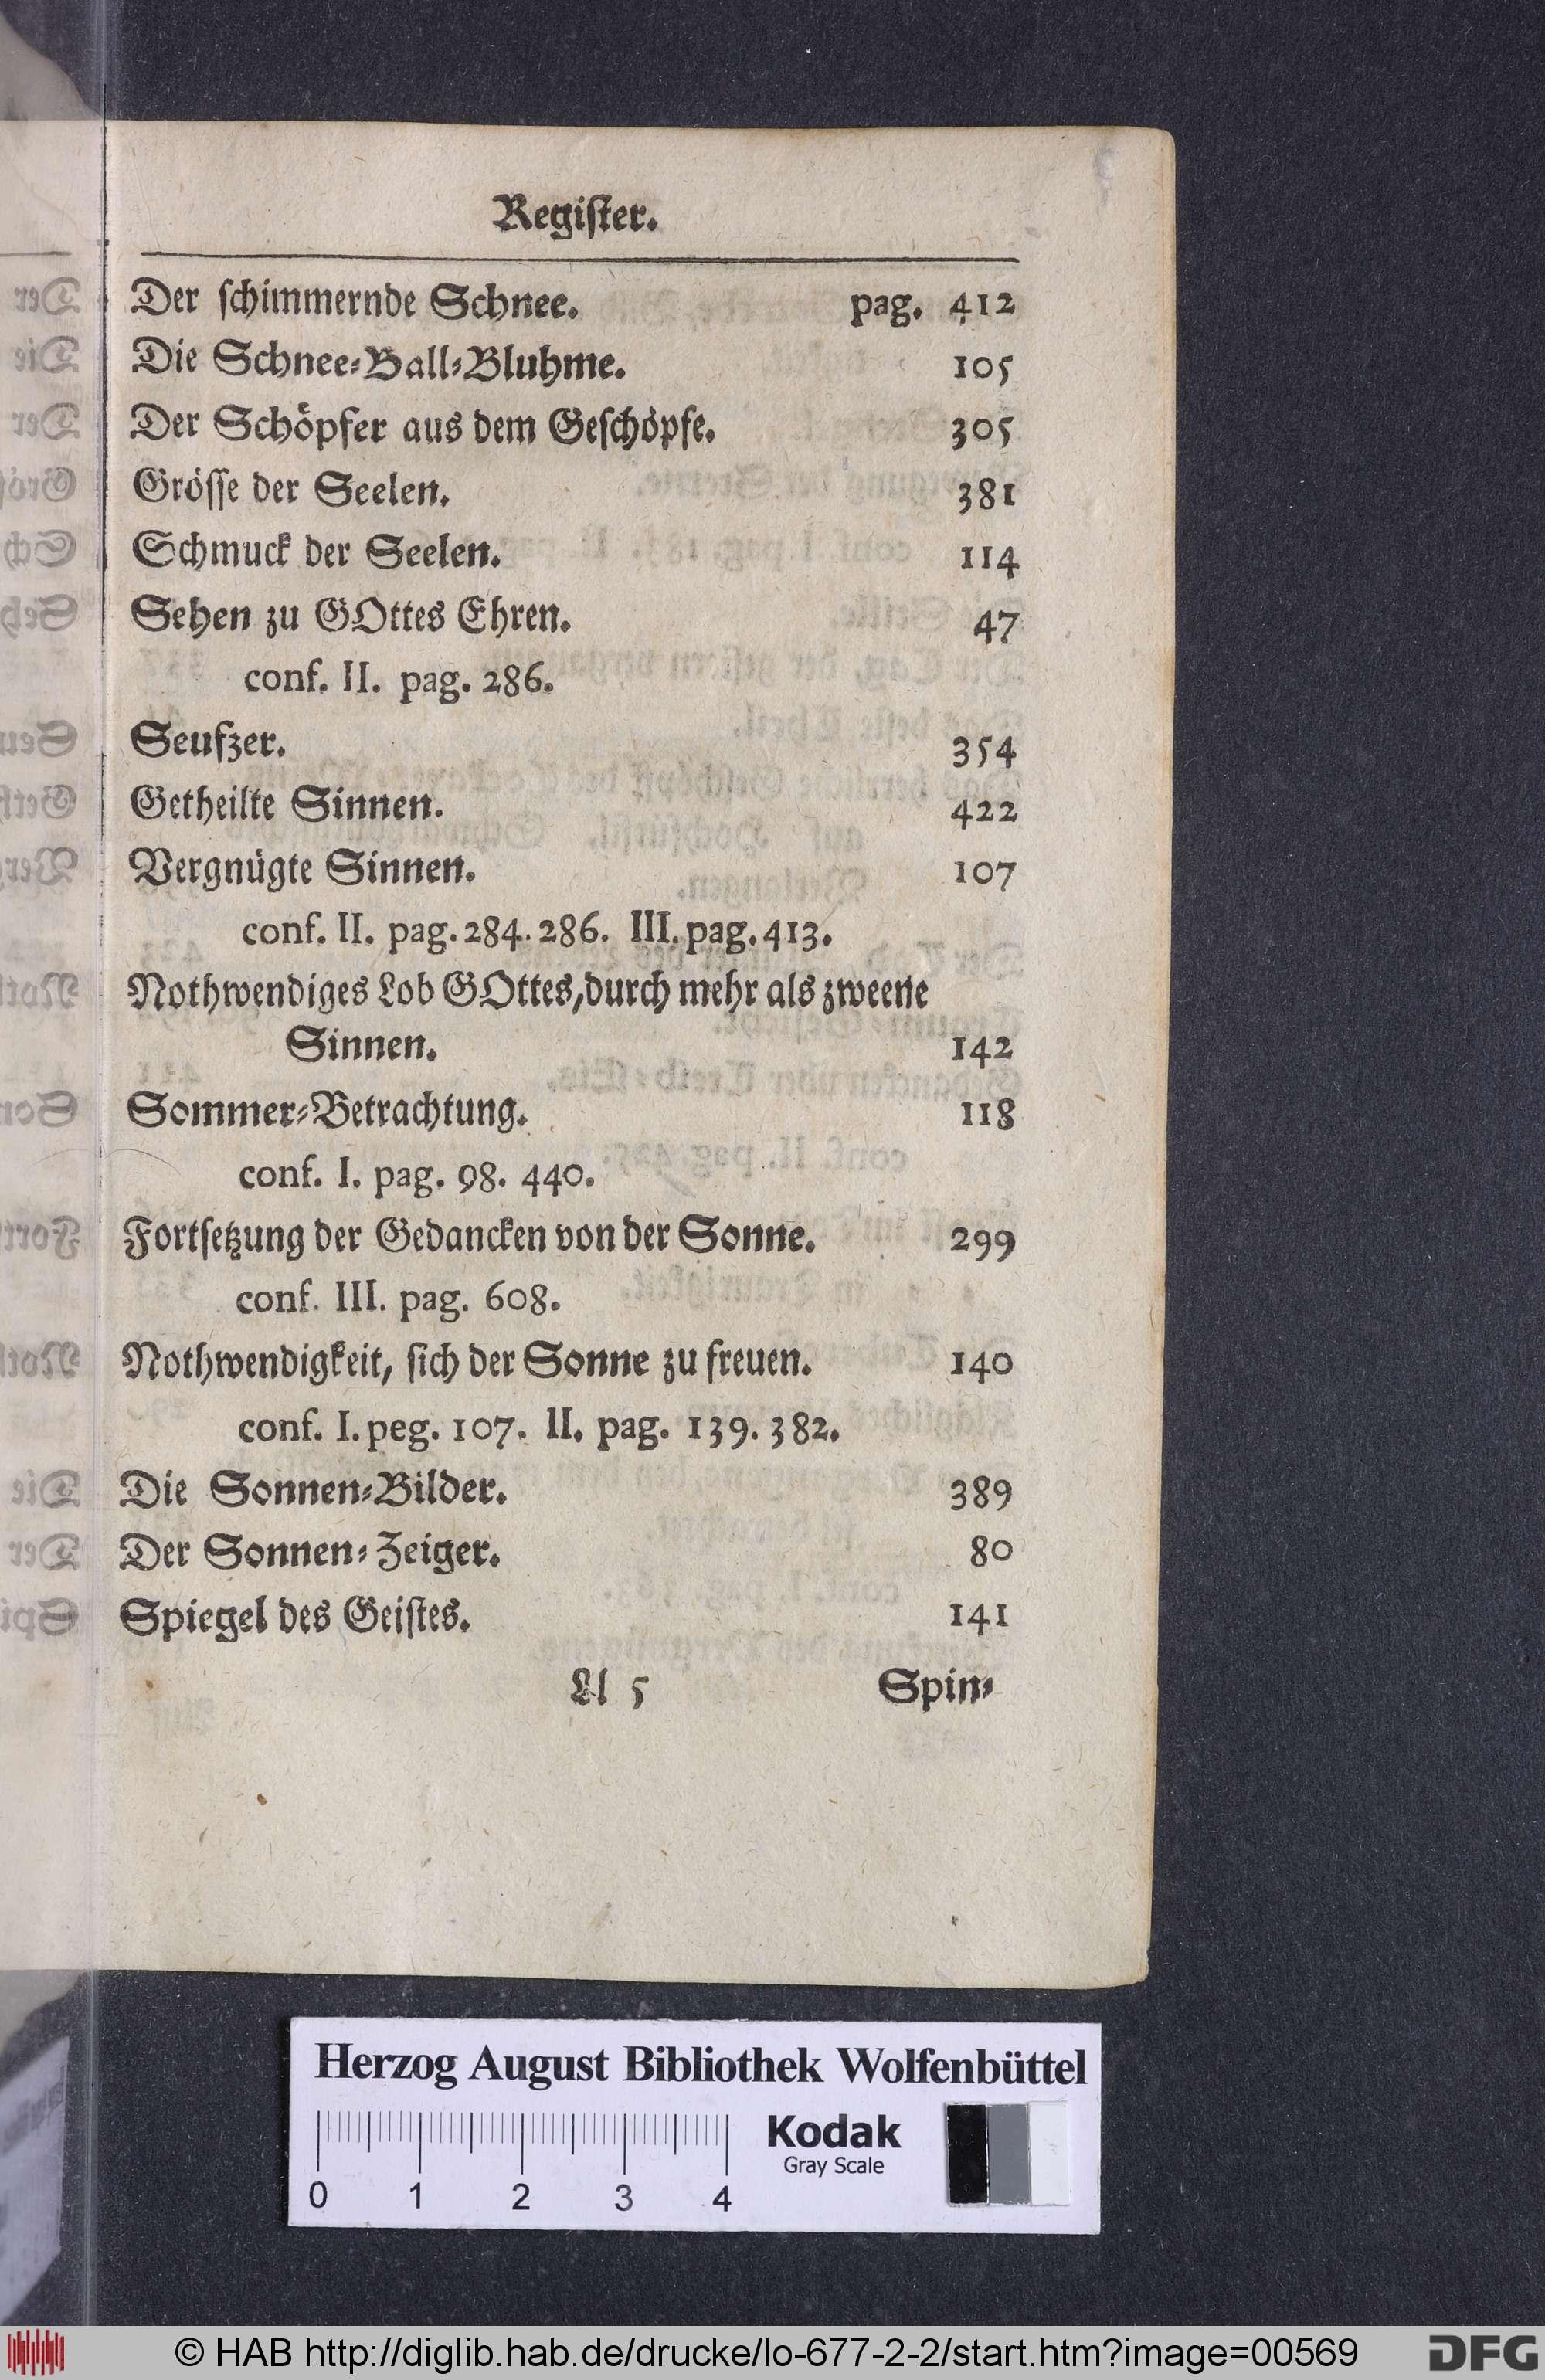 Register.
Der ſchimmernde Schnee. pag. 412
Die Schnee-Ball-Bluhme. 105
Der Schöpfer aus dem Geſchöpfe. 305
Gröſſe der Seelen. 381
Schmuck der Seelen. 114
Sehen zu GOttes Ehren. 47
conf. II. pag. 286.
Seufzer. 354
Getheilte Sinnen. 422
Vergnügte Sinnen. 107
conf. II. pag. 284. 286. III. pag. 413.
Nothwendiges Lob GOttes, durch mehr als zweene
Sinnen. 142
Sommer-Betrachtung. 118
conf. I. pag. 98. 440.
Fortſetzung der Gedancken von der Sonne. 299
conf. III. pag. 608.
Nothwendigkeit, ſich der Sonne zu freuen. 140
conf. I. peg. 107. II. pag. 139. 382.
Die Sonnen-Bilder. 389
Der Sonnen-Zeiger. 80
Spiegel des Geiſtes. 141
Ll 5 Spin-
Herzog August Bibliothek Wolfenbüttel
Kodak
Gray Scale
0 1 2 3 4
© HAB http://diglib.hab.de/drucke/lo-677-2-2/start.htm?image=00569
DFG